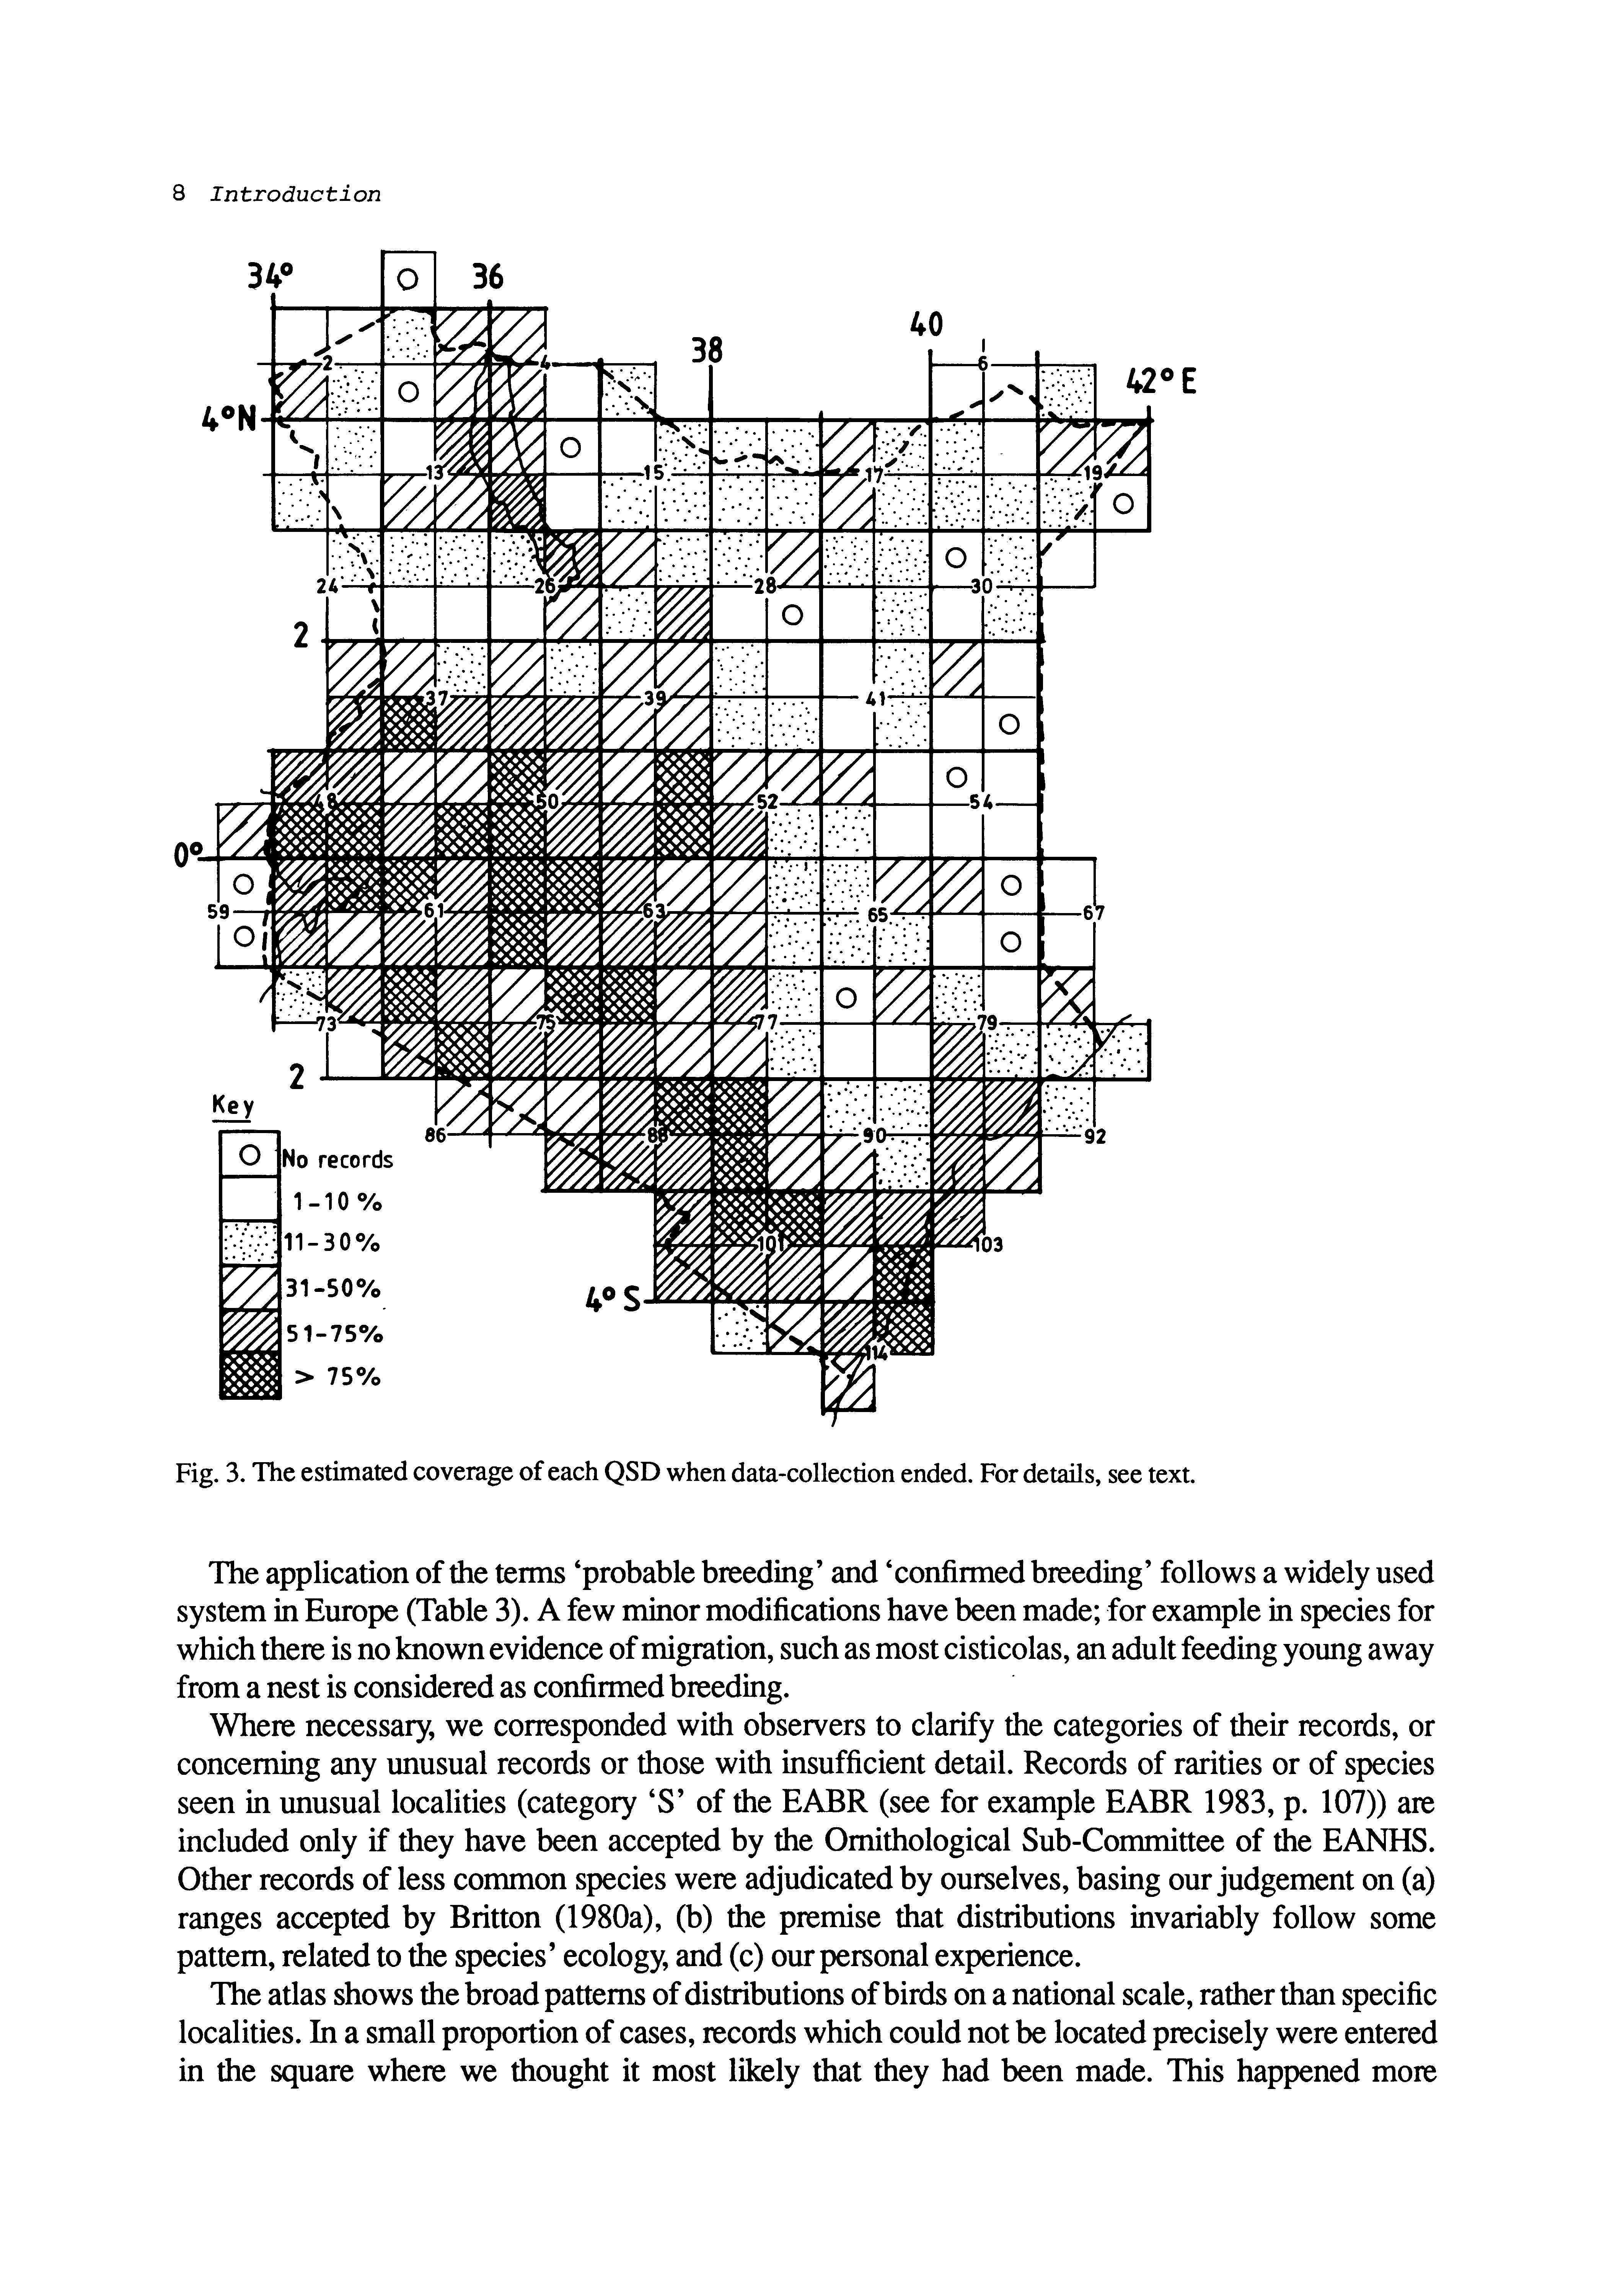 8 Introduction
34° 36
38
40
42° E
2 4 6
4°N
13 15 17 19
24 26 28 30
2
37 39 41
48 50 52 54
0°
59 61 63 65 67
73 75 77 79
2
86 88 90 92
101 103
4° S
114
Key
No records
1-10 %
11-30%
31-50%
51-75%
> 75%
Fig. 3. The estimated coverage of each QSD when data-collection ended. For details, see text.
The application of the terms ‘probable breeding’ and ‘confirmed breeding’ follows a widely used
system in Europe (Table 3). A few minor modifications have been made; for example in species for
which there is no known evidence of migration, such as most cisticolas, an adult feeding young away
from a nest is considered as confirmed breeding.
Where necessary, we corresponded with observers to clarify the categories of their records, or
concerning any unusual records or those with insufficient detail. Records of rarities or of species
seen in unusual localities (category ‘S’ of the EABR (see for example EABR 1983, p. 107)) are
included only if they have been accepted by the Ornithological Sub-Committee of the EANHS.
Other records of less common species were adjudicated by ourselves, basing our judgement on (a)
ranges accepted by Britton (1980a), (b) the premise that distributions invariably follow some
pattern, related to the species’ ecology, and (c) our personal experience.
The atlas shows the broad patterns of distributions of birds on a national scale, rather than specific
localities. In a small proportion of cases, records which could not be located precisely were entered
in the square where we thought it most likely that they had been made. This happened more